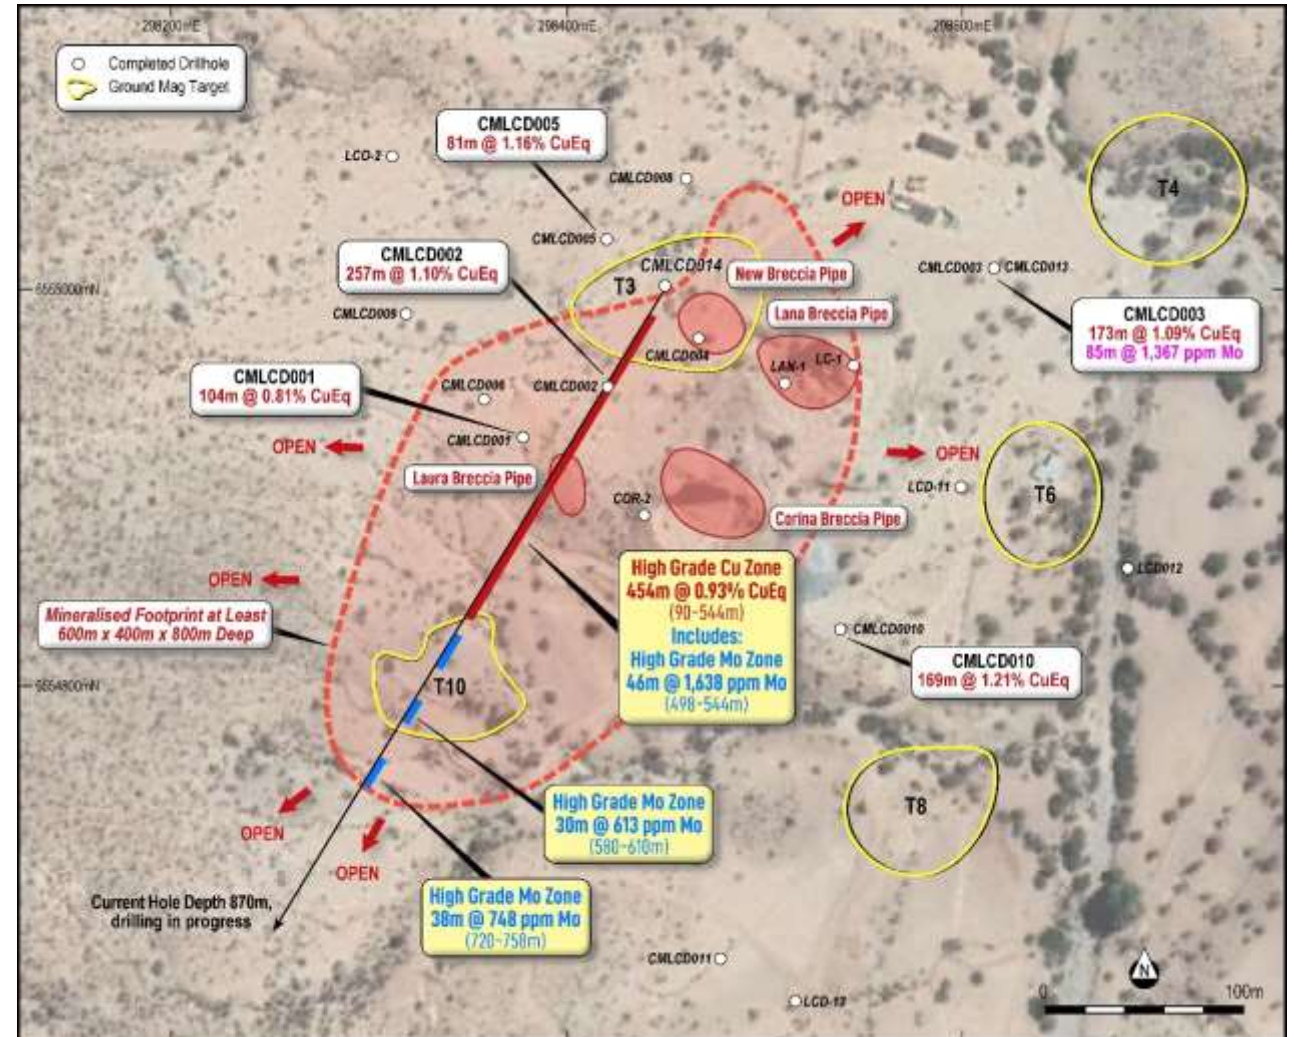 298200mE
298400mE
298600mE
Completed Drillhole
Ground Mag Target
CMLCD005
81m @ 1.16% CuEq
LCD-2
CMLCD008
T4
OPEN
CMLCD005
CMLCD002
257m @ 1.10% CuEq
CMLCD014
T3
New Breccia Pipe
CMLCD003
CMLCD013
6555000mN
Lana Breccia Pipe
CMLCD009
CMLCD003
173m @ 1.09% CuEq
85m @ 1,367 ppm Mo
CMLCD004
LAN-1
LC-1
CMLCD001
104m @ 0.81% CuEq
CMLCD006
CMLCD002
CMLCD001
OPEN
OPEN
Laura Breccia Pipe
LCD-11
T6
COR-2
Corina Breccia Pipe
High Grade Cu Zone
454m @ 0.93% CuEq
(90-544m)
Includes:
High Grade Mo Zone
46m @ 1,638 ppm Mo
(498-544m)
LCD012
OPEN
Mineralised Footprint at Least
600m x 400m x 800m Deep
CMLCD0010
CMLCD010
169m @ 1.21% CuEq
6554800mN
T10
High Grade Mo Zone
30m @ 613 ppm Mo
(580-610m)
T8
OPEN
OPEN
High Grade Mo Zone
38m @ 748 ppm Mo
(720-758m)
Current Hole Depth 870m,
drilling in progress
CMLCD011
LCD-13
N
0
100m